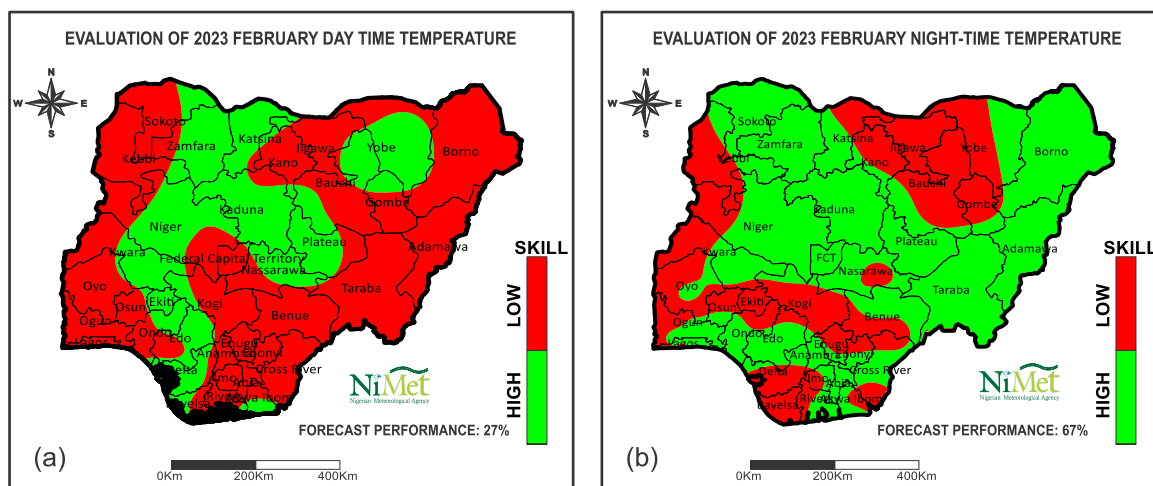 EVALUATION OF 2023 FEBRUARY DAY TIME TEMPERATURE
N
W E
S
Sokoto
Katsina
Zamfara
Jigawa
Yobe
Borno
Kebbi
Kano
Bauchi
Gombe
Kaduna
Niger
Plateau
Adamawa
Kwara
Federal Capita Territory
Nassarawa
Taraba
Oyo
Ekiti
Kogi
Osun
Benue
Ogun
Ondo
Edo
Enugu
Lagos
Anambra
Ebonyi
Delta
Cross River
Imo
Abia
Rivers
Akwa Ibom
Bayelsa
SKILL
LOW
HIGH
NiMet
Nigerian Meteorological Agency
FORECAST PERFORMANCE: 27%
(a)
0Km 200Km 400Km
EVALUATION OF 2023 FEBRUARY NIGHT-TIME TEMPERATURE
N
W E
S
Sokoto
Katsina
Zamfara
Jigawa
Yobe
Borno
Kebbi
Kano
Bauchi
Gombe
Kaduna
Niger
Plateau
Adamawa
Kwara
FCT
Nasarawa
Taraba
Oyo
Ekiti
Kogi
Osun
Benue
Ogun
Ondo
Edo
Enugu
Lagos
Anambra
Ebonyi
Delta
Cross River
Imo
Abia
Rivers
Akwa Ibom
Bayelsa
SKILL
LOW
HIGH
NiMet
Nigerian Meteorological Agency
FORECAST PERFORMANCE: 67%
(b)
0Km 200Km 400Km